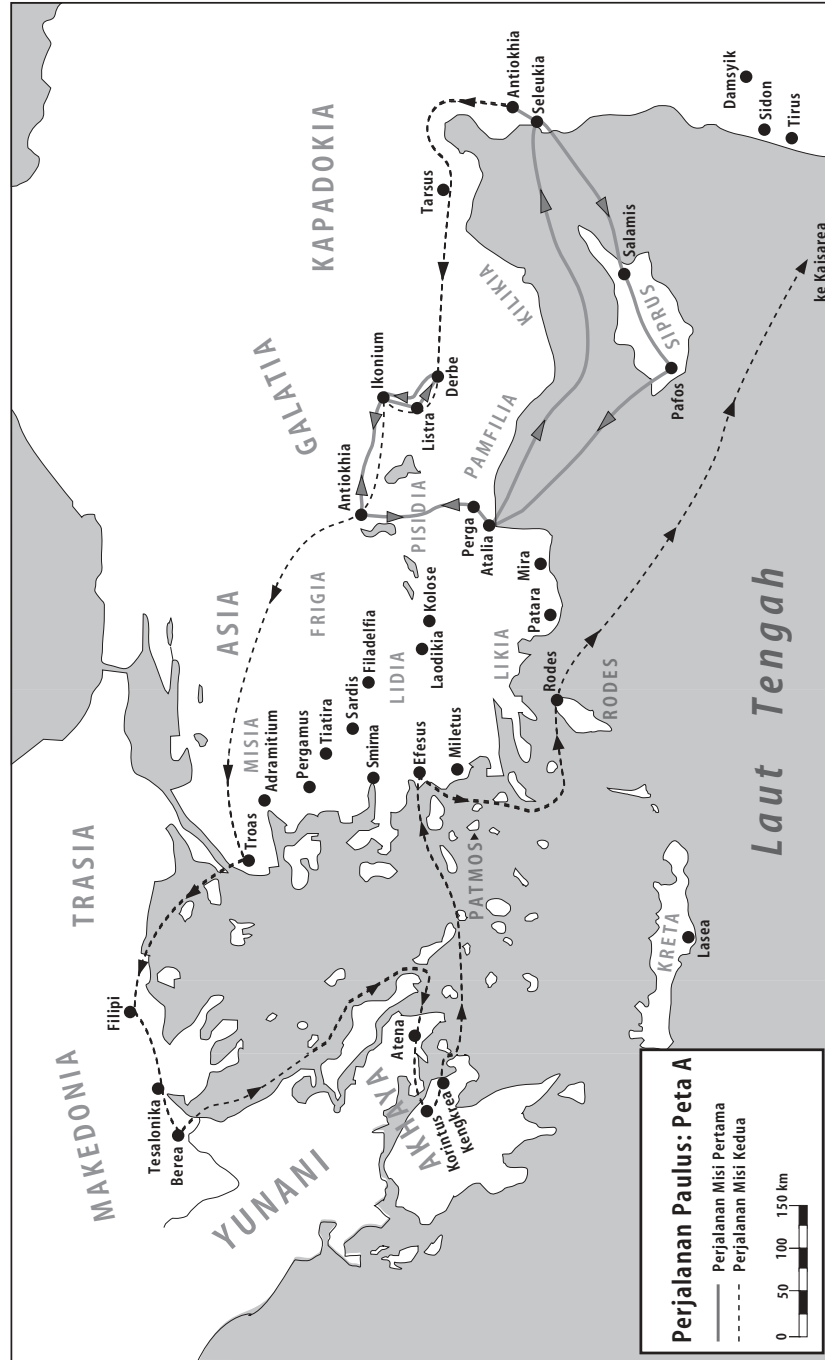 MAKEDONIA
TRASIA
Filipi
Tesalonika
Berea
YUNANI
AKHAYA
Atena
Korintus
Kengkrea
Troas
MISIA
Adramitium
Pergamus
Tiatira
Sardis
Smirna
Filadelfia
ASIA
FRIGIA
LIDIA
Efesus
Miletus
Laodikia
Kolose
PATMOS
LIKIA
Patara
Mira
Rodes
RODES
KRETA
Lasea
GALATIA
KAPADOKIA
Antiokhia
PISIDIA
Ikonium
Listra
Derbe
Perga
Atalia
PAMFILIA
KILIKIA
Tarsus
Antiokhia
Seleukia
SIPRUS
Salamis
Pafos
Damsyik
Sidon
Tirus
ke Kaisarea
Laut Tengah
Perjalanan Paulus: Peta A
Perjalanan Misi Pertama
Perjalanan Misi Kedua
0 50 100 150 km